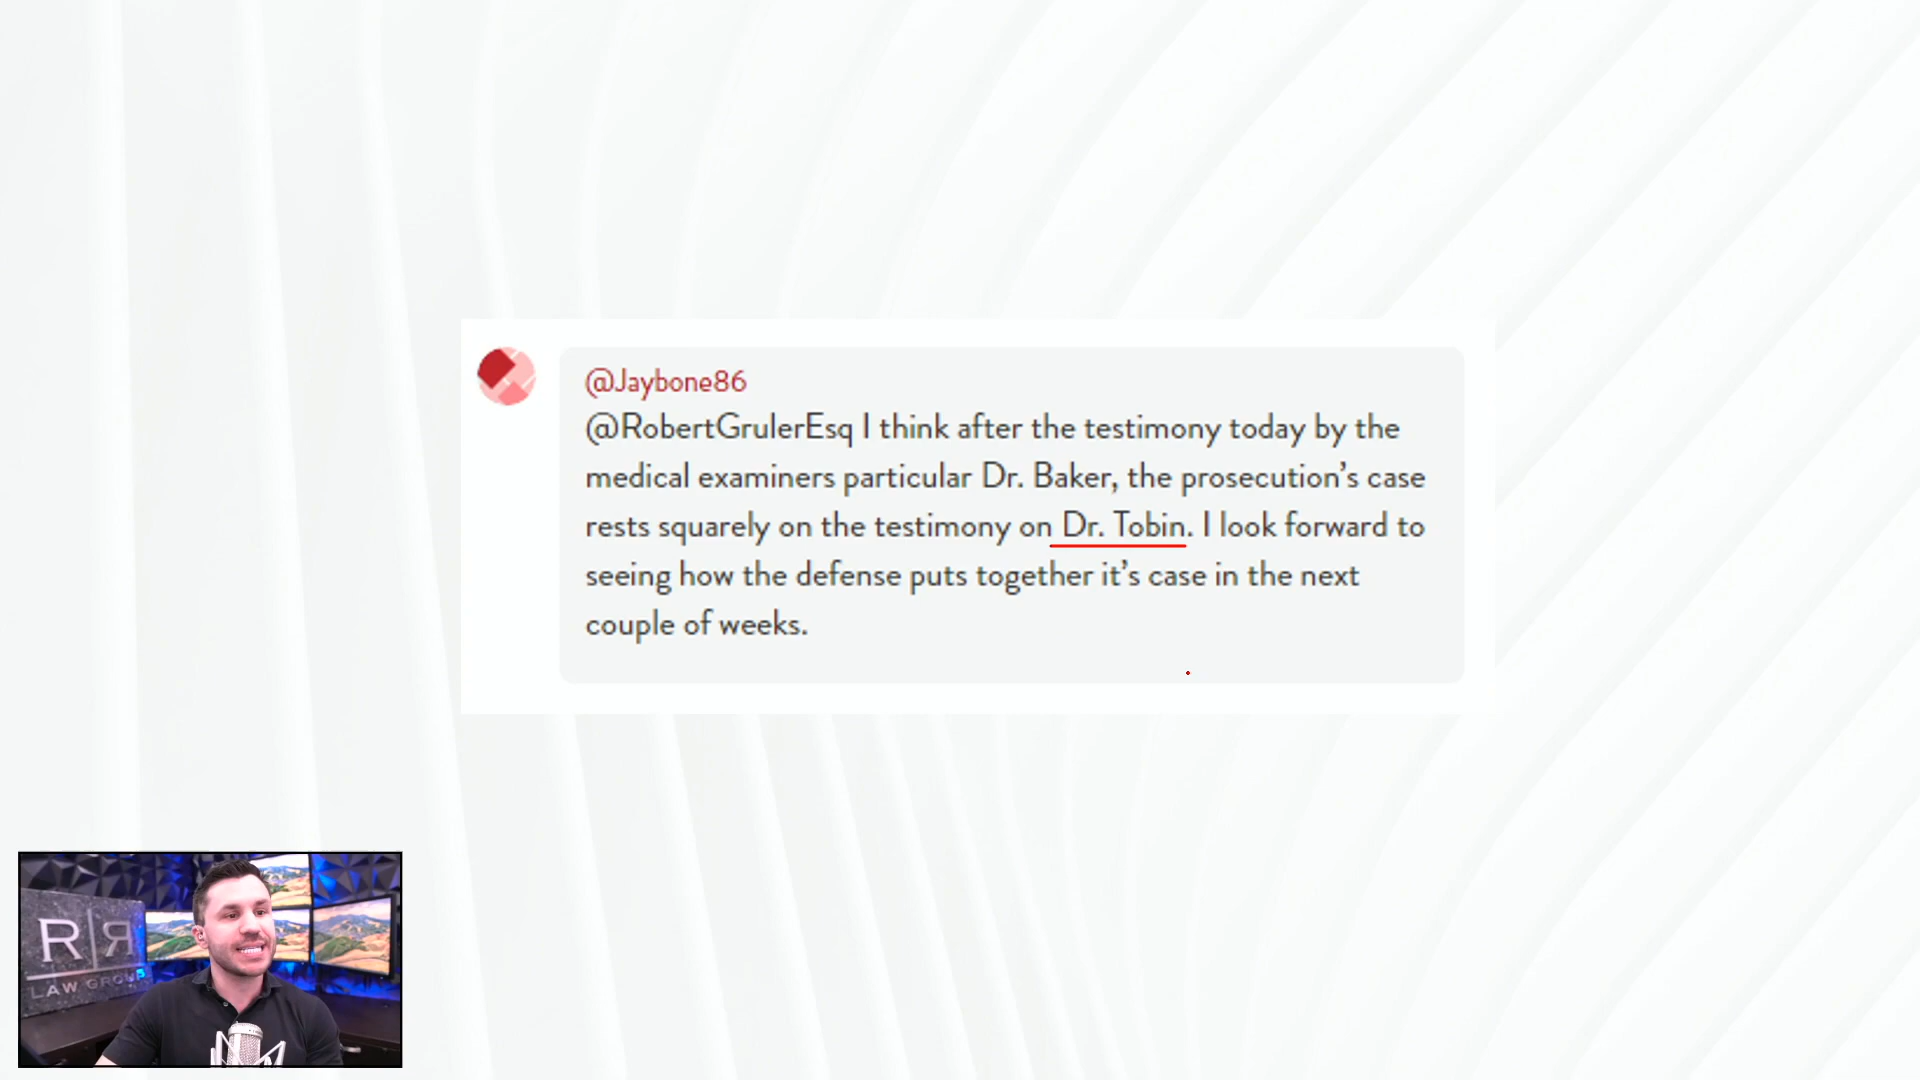 @Jaybone86
@RobertGrulerEsq I think after the testimony today by the
medical examiners particular Dr. Baker, the prosecution’s case
rests squarely on the testimony on Dr. Tobin. I look forward to
seeing how the defense puts together it’s case in the next
couple of weeks.
R|Я
LAW GROUP